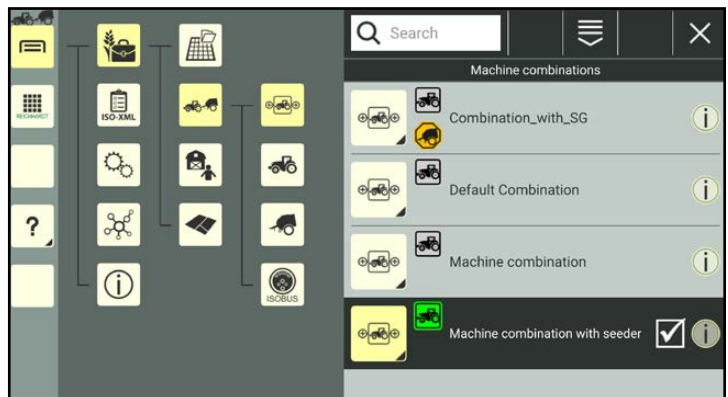 Search
Machine combinations
ISO-XML
REICHHARDT
Combination_with_SG
i
Default Combination
i
?
Machine combination
i
i
ISOBUS
Machine combination with seeder
i